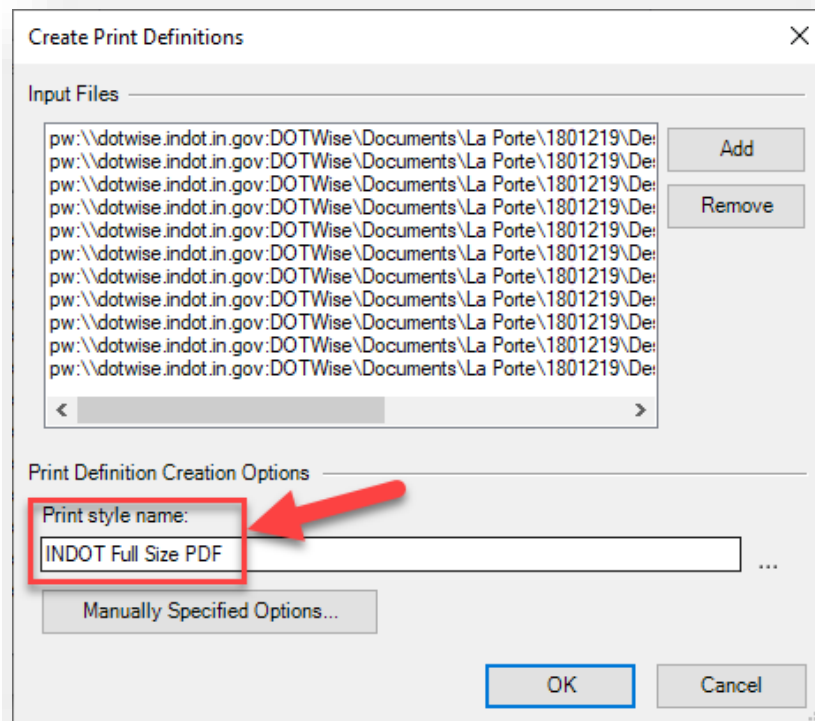 Create Print Definitions
Input Files
pw:\\dotwise.indot.in.gov:DOTWise\Documents\La Porte\1801219\De
pw:\\dotwise.indot.in.gov:DOTWise\Documents\La Porte\1801219\De
pw:\\dotwise.indot.in.gov:DOTWise\Documents\La Porte\1801219\De
pw:\\dotwise.indot.in.gov:DOTWise\Documents\La Porte\1801219\De
pw:\\dotwise.indot.in.gov:DOTWise\Documents\La Porte\1801219\De
pw:\\dotwise.indot.in.gov:DOTWise\Documents\La Porte\1801219\De
pw:\\dotwise.indot.in.gov:DOTWise\Documents\La Porte\1801219\De
pw:\\dotwise.indot.in.gov:DOTWise\Documents\La Porte\1801219\De
pw:\\dotwise.indot.in.gov:DOTWise\Documents\La Porte\1801219\De
pw:\\dotwise.indot.in.gov:DOTWise\Documents\La Porte\1801219\De
pw:\\dotwise.indot.in.gov:DOTWise\Documents\La Porte\1801219\De
Add
Remove
Print Definition Creation Options
Print style name:
INDOT Full Size PDF
...
Manually Specified Options...
OK
Cancel